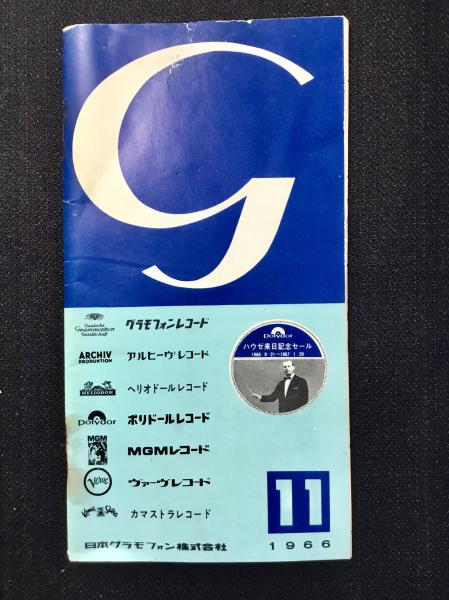 G
Deutsche
Grammophon
Gesellschaft
グラモフォンレコード
ARCHIV
PRODUKTION
アルヒーヴレコード
HELIODOR
ヘリオドールレコード
Polydor
ポリドールレコード
MGM
MGMレコード
Verve
ヴァーヴレコード
カマストラレコード
日本グラモフォン株式会社
Polydor
ハウゼ来日記念セール
1966・9・21→1967・1・20
11
1966